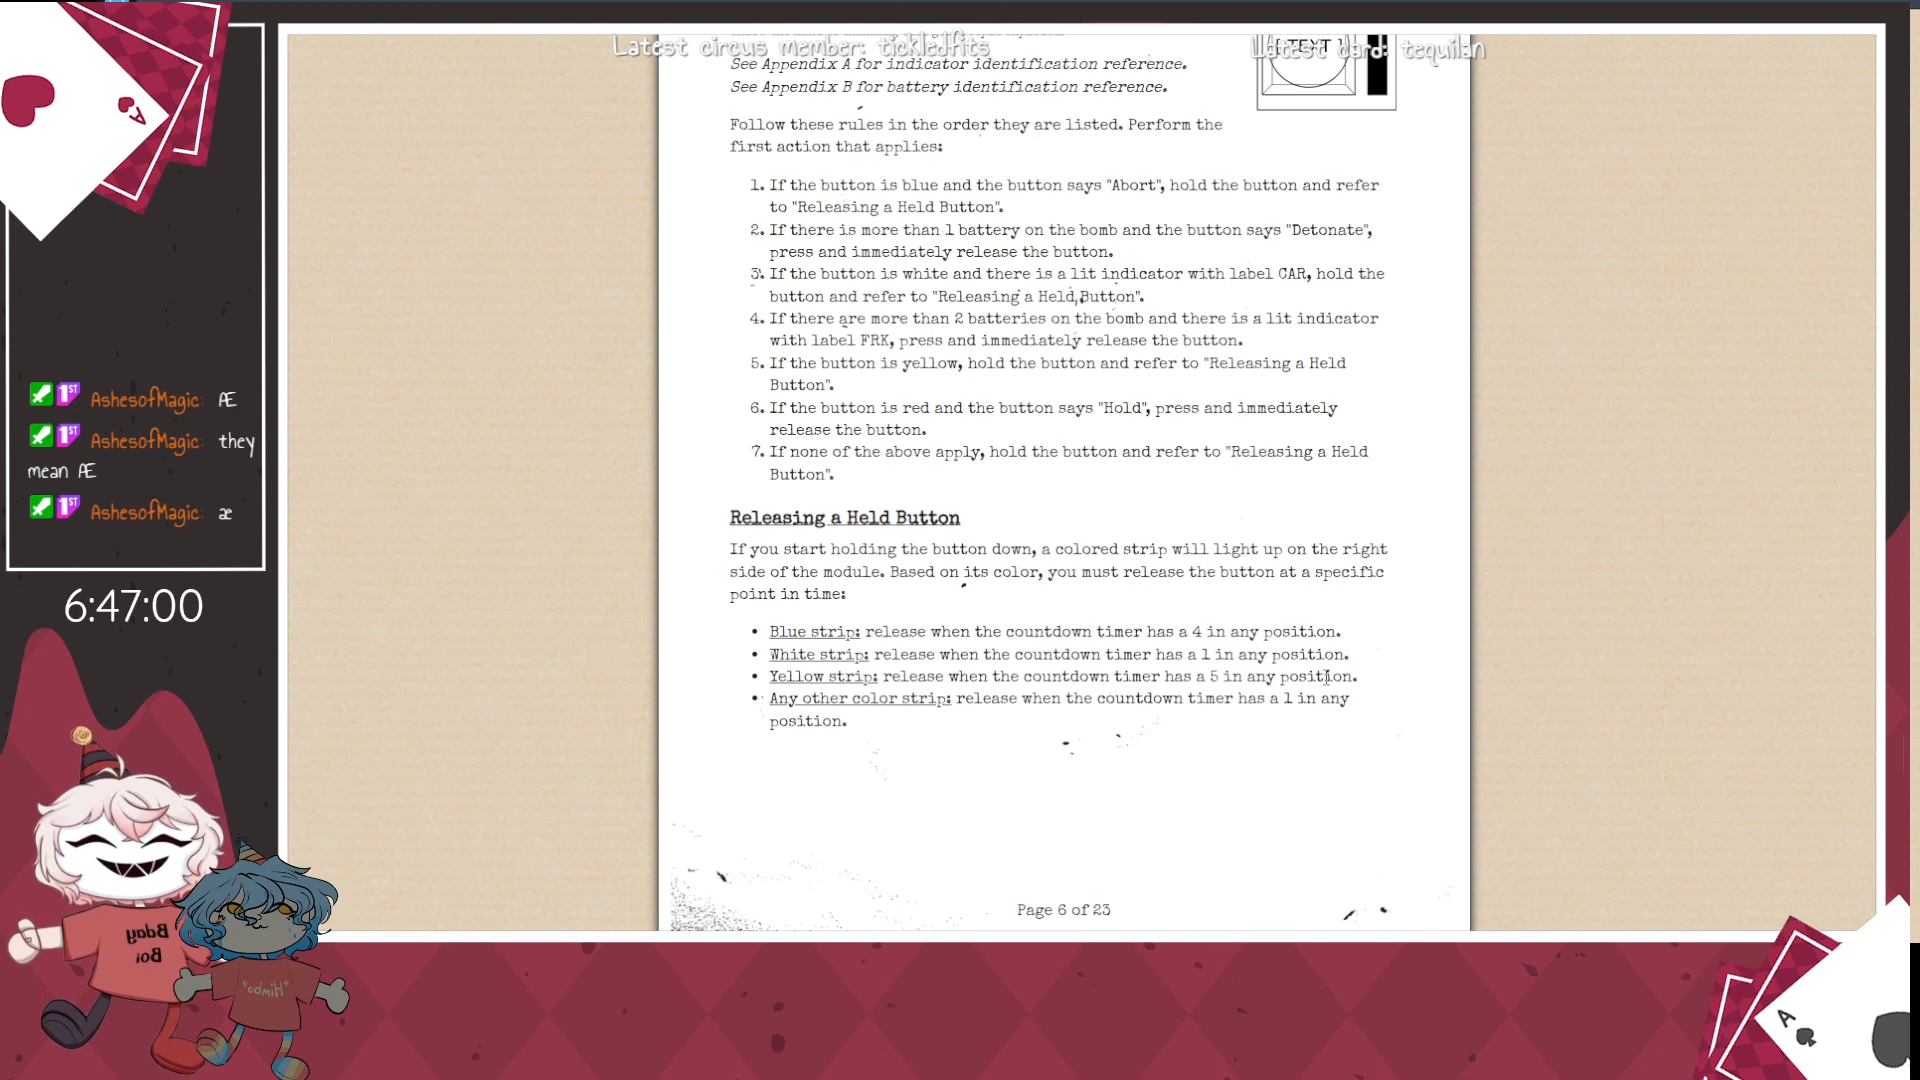 Latest circus member: tickledfits
Latest card: tequilan
[TEXT]
See Appendix A for indicator identification reference.
See Appendix B for battery identification reference.
Follow these rules in the order they are listed. Perform the
first action that applies:
1. If the button is blue and the button says "Abort", hold the button and refer
to "Releasing a Held Button".
2. If there is more than 1 battery on the bomb and the button says "Detonate",
press and immediately release the button.
3. If the button is white and there is a lit indicator with label CAR, hold the
button and refer to "Releasing a Held Button".
4. If there are more than 2 batteries on the bomb and there is a lit indicator
with label FRK, press and immediately release the button.
5. If the button is yellow, hold the button and refer to "Releasing a Held
Button".
6. If the button is red and the button says "Hold", press and immediately
release the button.
7. If none of the above apply, hold the button and refer to "Releasing a Held
Button".
Releasing a Held Button
If you start holding the button down, a colored strip will light up on the right
side of the module. Based on its color, you must release the button at a specific
point in time:
• Blue strip: release when the countdown timer has a 4 in any position.
• White strip: release when the countdown timer has a 1 in any position.
• Yellow strip: release when the countdown timer has a 5 in any position.
• Any other color strip: release when the countdown timer has a 1 in any
position.
Page 6 of 23
A
1ST AshesofMagic: Æ
1ST AshesofMagic: they
mean Æ
1ST AshesofMagic: æ
6:47:00
Bday
Boi
"Himbo"
A